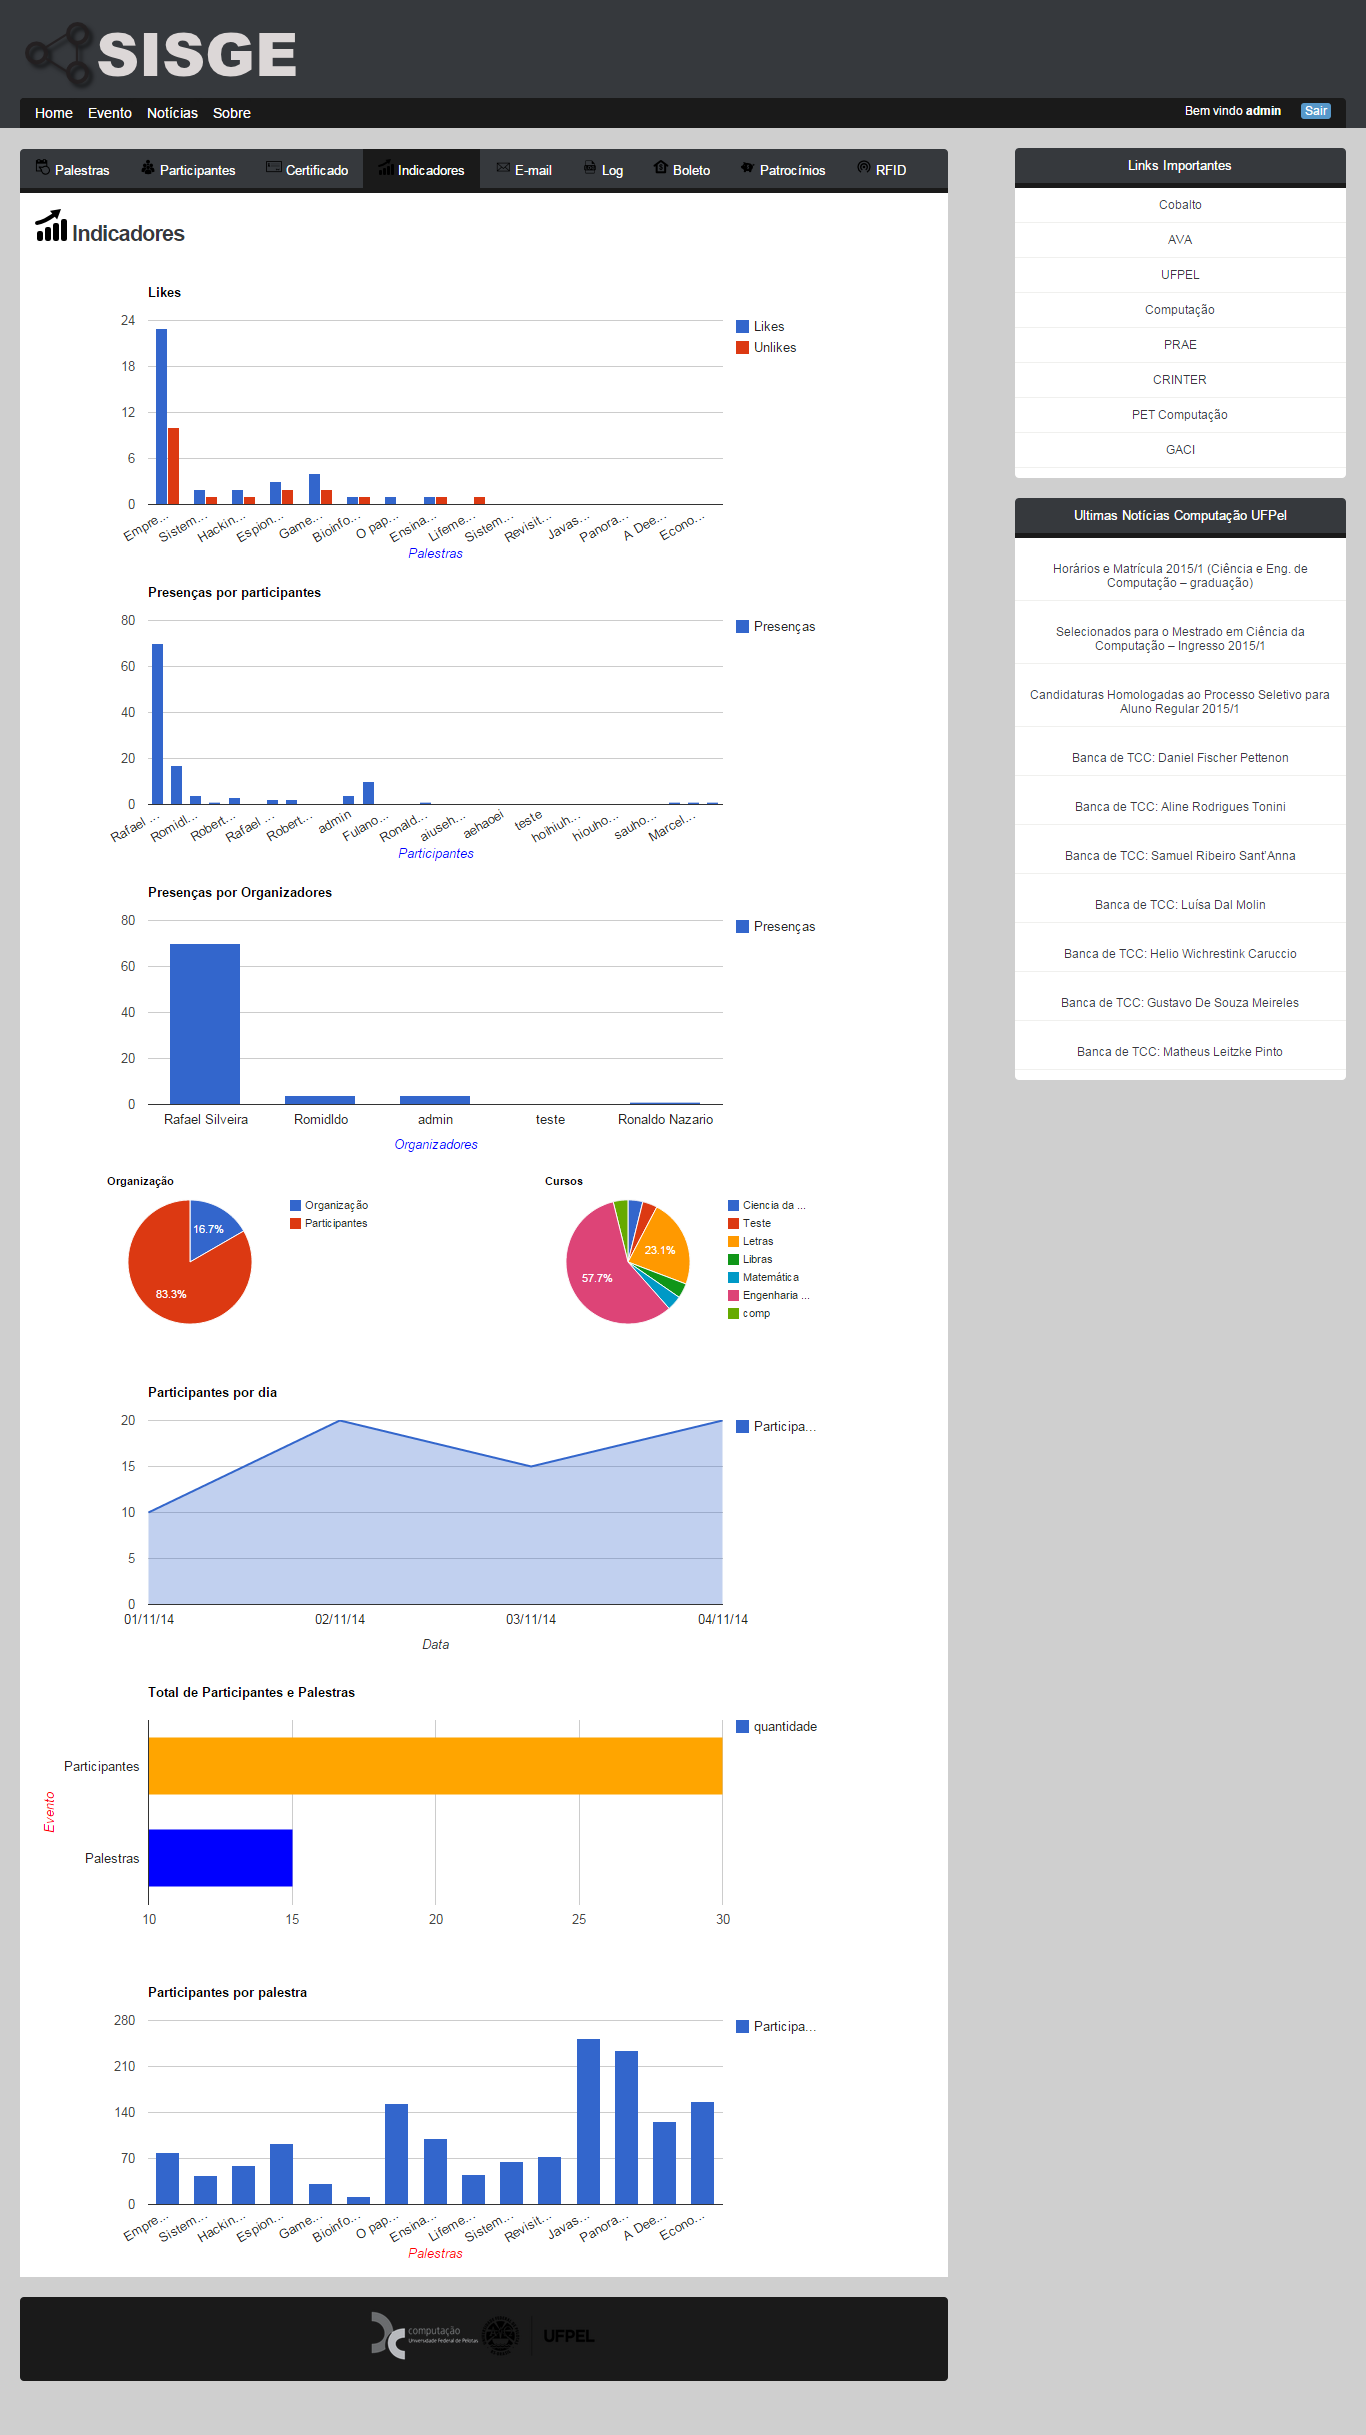 SISGE
Home Evento Notícias Sobre
Bem vindo admin Sair
Palestras Participantes Certificado Indicadores E-mail Log Boleto Patrocínios RFID
Indicadores
Likes
24
18
12
6
0
Likes
Unlikes
Empre... Sistem... Hackin... Espion... Game... Bioinfo... O pap... Ensina... Lifeme... Sistem... Revisit... Javas... Panora... A Dee... Econo...
Palestras
Presenças por participantes
80
60
40
20
0
Presenças
Rafael ... Romidl... Robert... Rafael ... Robert... admin Fulano... Ronald... aiuseh... aehaoei teste hoihiuh... hiouho... sauho... Marcel...
Participantes
Presenças por Organizadores
80
60
40
20
0
Presenças
Rafael Silveira Romidldo admin teste Ronaldo Nazario
Organizadores
Organização
16.7%
83.3%
Organização
Participantes
Cursos
23.1%
57.7%
Ciencia da ...
Teste
Letras
Libras
Matemática
Engenharia ...
comp
Participantes por dia
20
15
10
5
0
Participa...
01/11/14 02/11/14 03/11/14 04/11/14
Data
Total de Participantes e Palestras
quantidade
Evento
Participantes
Palestras
10 15 20 25 30
Participantes por palestra
280
210
140
70
0
Participa...
Empre... Sistem... Hackin... Espion... Game... Bioinfo... O pap... Ensina... Lifeme... Sistem... Revisit... Javas... Panora... A Dee... Econo...
Palestras
Links Importantes
Cobalto
AVA
UFPEL
Computação
PRAE
CRINTER
PET Computação
GACI
Ultimas Notícias Computação UFPel
Horários e Matrícula 2015/1 (Ciência e Eng. de
Computação – graduação)
Selecionados para o Mestrado em Ciência da
Computação – Ingresso 2015/1
Candidaturas Homologadas ao Processo Seletivo para
Aluno Regular 2015/1
Banca de TCC: Daniel Fischer Pettenon
Banca de TCC: Aline Rodrigues Tonini
Banca de TCC: Samuel Ribeiro Sant'Anna
Banca de TCC: Luísa Dal Molin
Banca de TCC: Helio Wichrestink Caruccio
Banca de TCC: Gustavo De Souza Meireles
Banca de TCC: Matheus Leitzke Pinto
computação
Universidade Federal de Pelotas
UFPEL